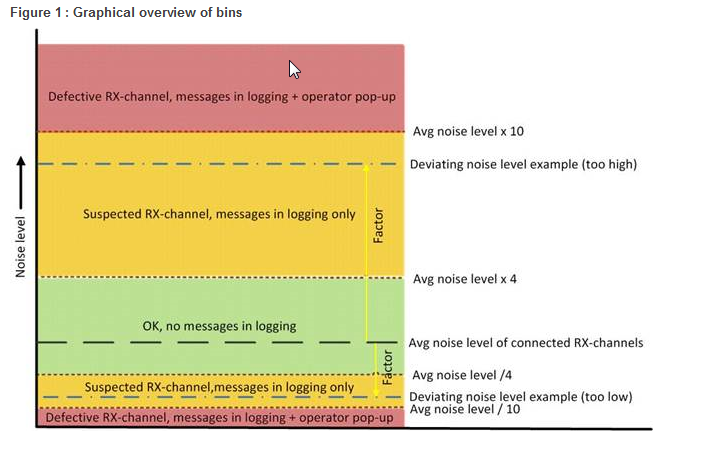 Figure 1 : Graphical overview of bins
Defective RX-channel, messages in logging + operator pop-up
Avg noise level x 10
Deviating noise level example (too high)
Suspected RX-channel, messages in logging only
Factor
Noise level
Avg noise level x 4
OK, no messages in logging
Avg noise level of connected RX-channels
Factor
Avg noise level /4
Suspected RX-channel,messages in logging only
Deviating noise level example (too low)
Avg noise level / 10
Defective RX-channel, messages in logging + operator pop-up